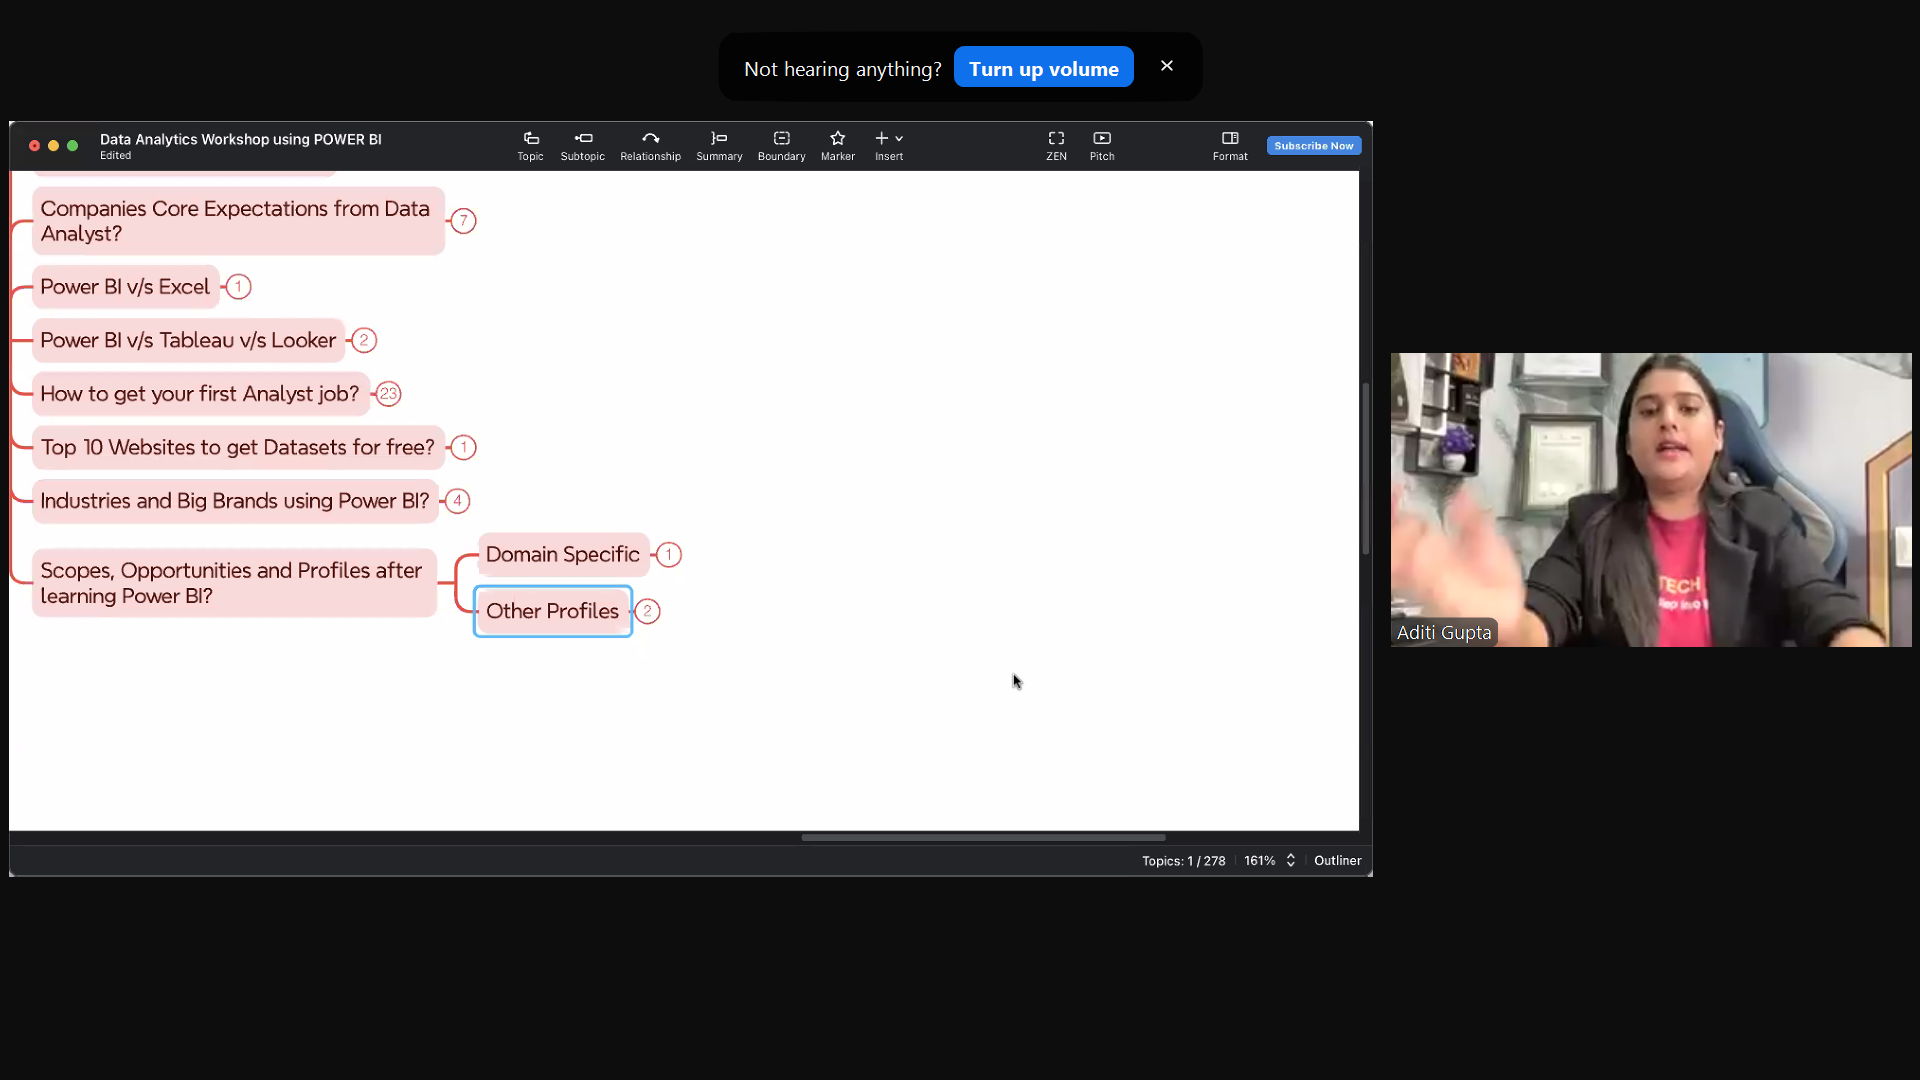 Not hearing anything?
Turn up volume
Data Analytics Workshop using POWER BI
Edited
Topic
Subtopic
Relationship
Summary
Boundary
Marker
Insert
ZEN
Pitch
Format
Subscribe Now
Companies Core Expectations from Data
Analyst?
7
Power BI v/s Excel
1
Power BI v/s Tableau v/s Looker
2
How to get your first Analyst job?
23
Top 10 Websites to get Datasets for free?
1
Industries and Big Brands using Power BI?
4
Scopes, Opportunities and Profiles after
learning Power BI?
Domain Specific
1
Other Profiles
2
TECH
Aditi Gupta
Topics: 1 / 278
161%
Outliner